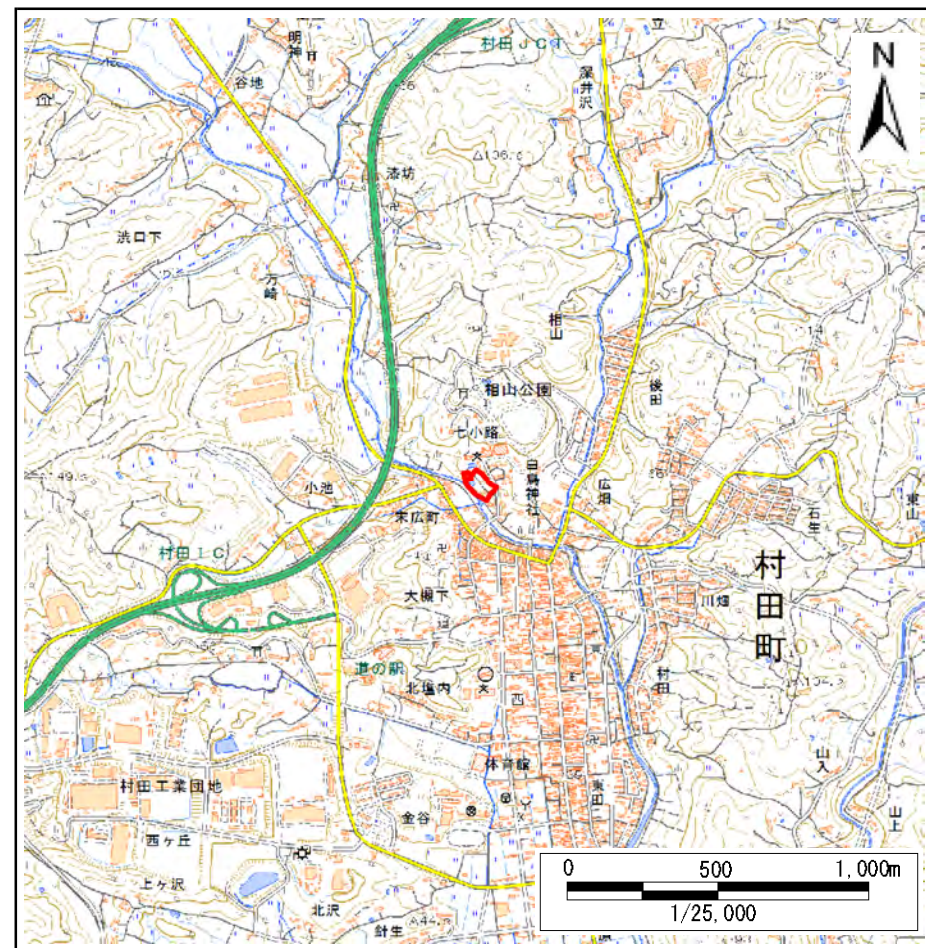 村田ＪＣＴ
明神
谷地
深井沢
N
106.
漆坊
渋口下
万崎
相山
相山公園
後田
七小路
白鳥神社
小池
末広町
広畑
石生
東山
村田ＩＣ
村田町
大槻下
川畑
道の駅
北塩内
村田
西
山入
体育館
村田工業団地
東田
金谷
山上
西ヶ丘
上ヶ沢
北沢
針生
0 500 1,000m
1/25,000